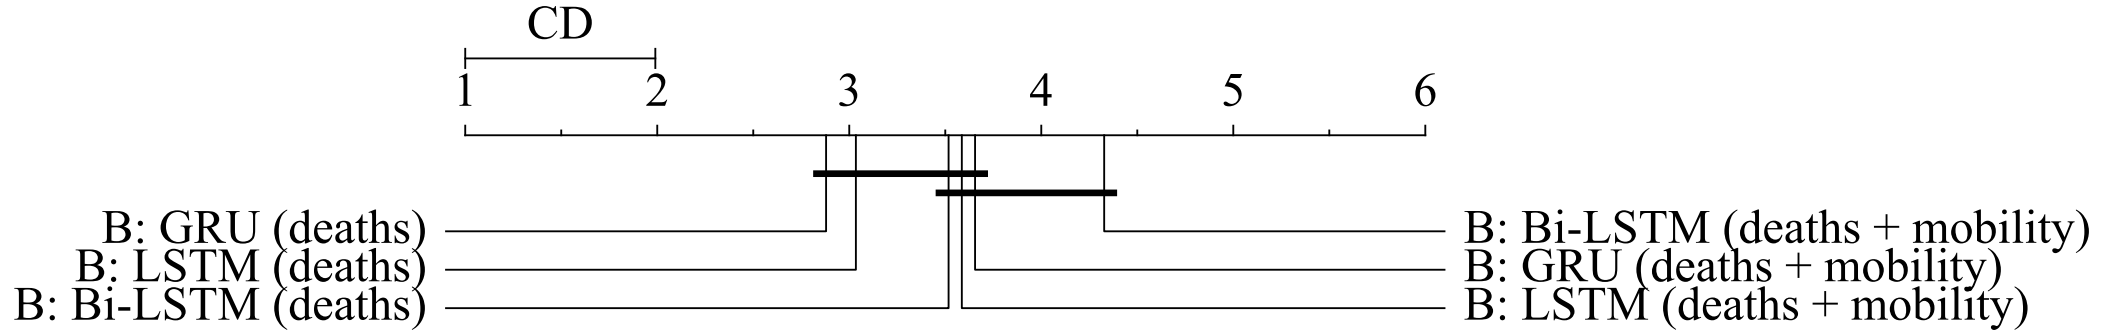 CD
1 2 3 4 5 6
B: GRU (deaths)
B: LSTM (deaths)
B: Bi-LSTM (deaths)
B: Bi-LSTM (deaths + mobility)
B: GRU (deaths + mobility)
B: LSTM (deaths + mobility)